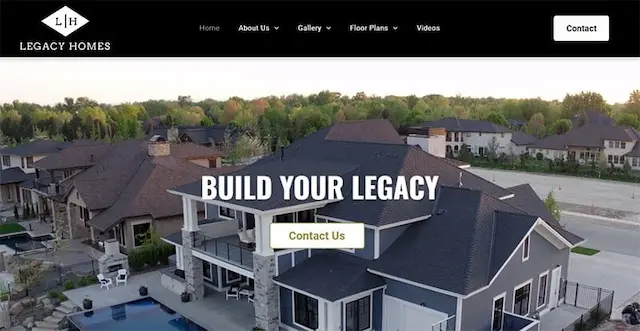 L|H
LEGACY HOMES
Home
About Us
Gallery
Floor Plans
Videos
Contact
BUILD YOUR LEGACY
Contact Us